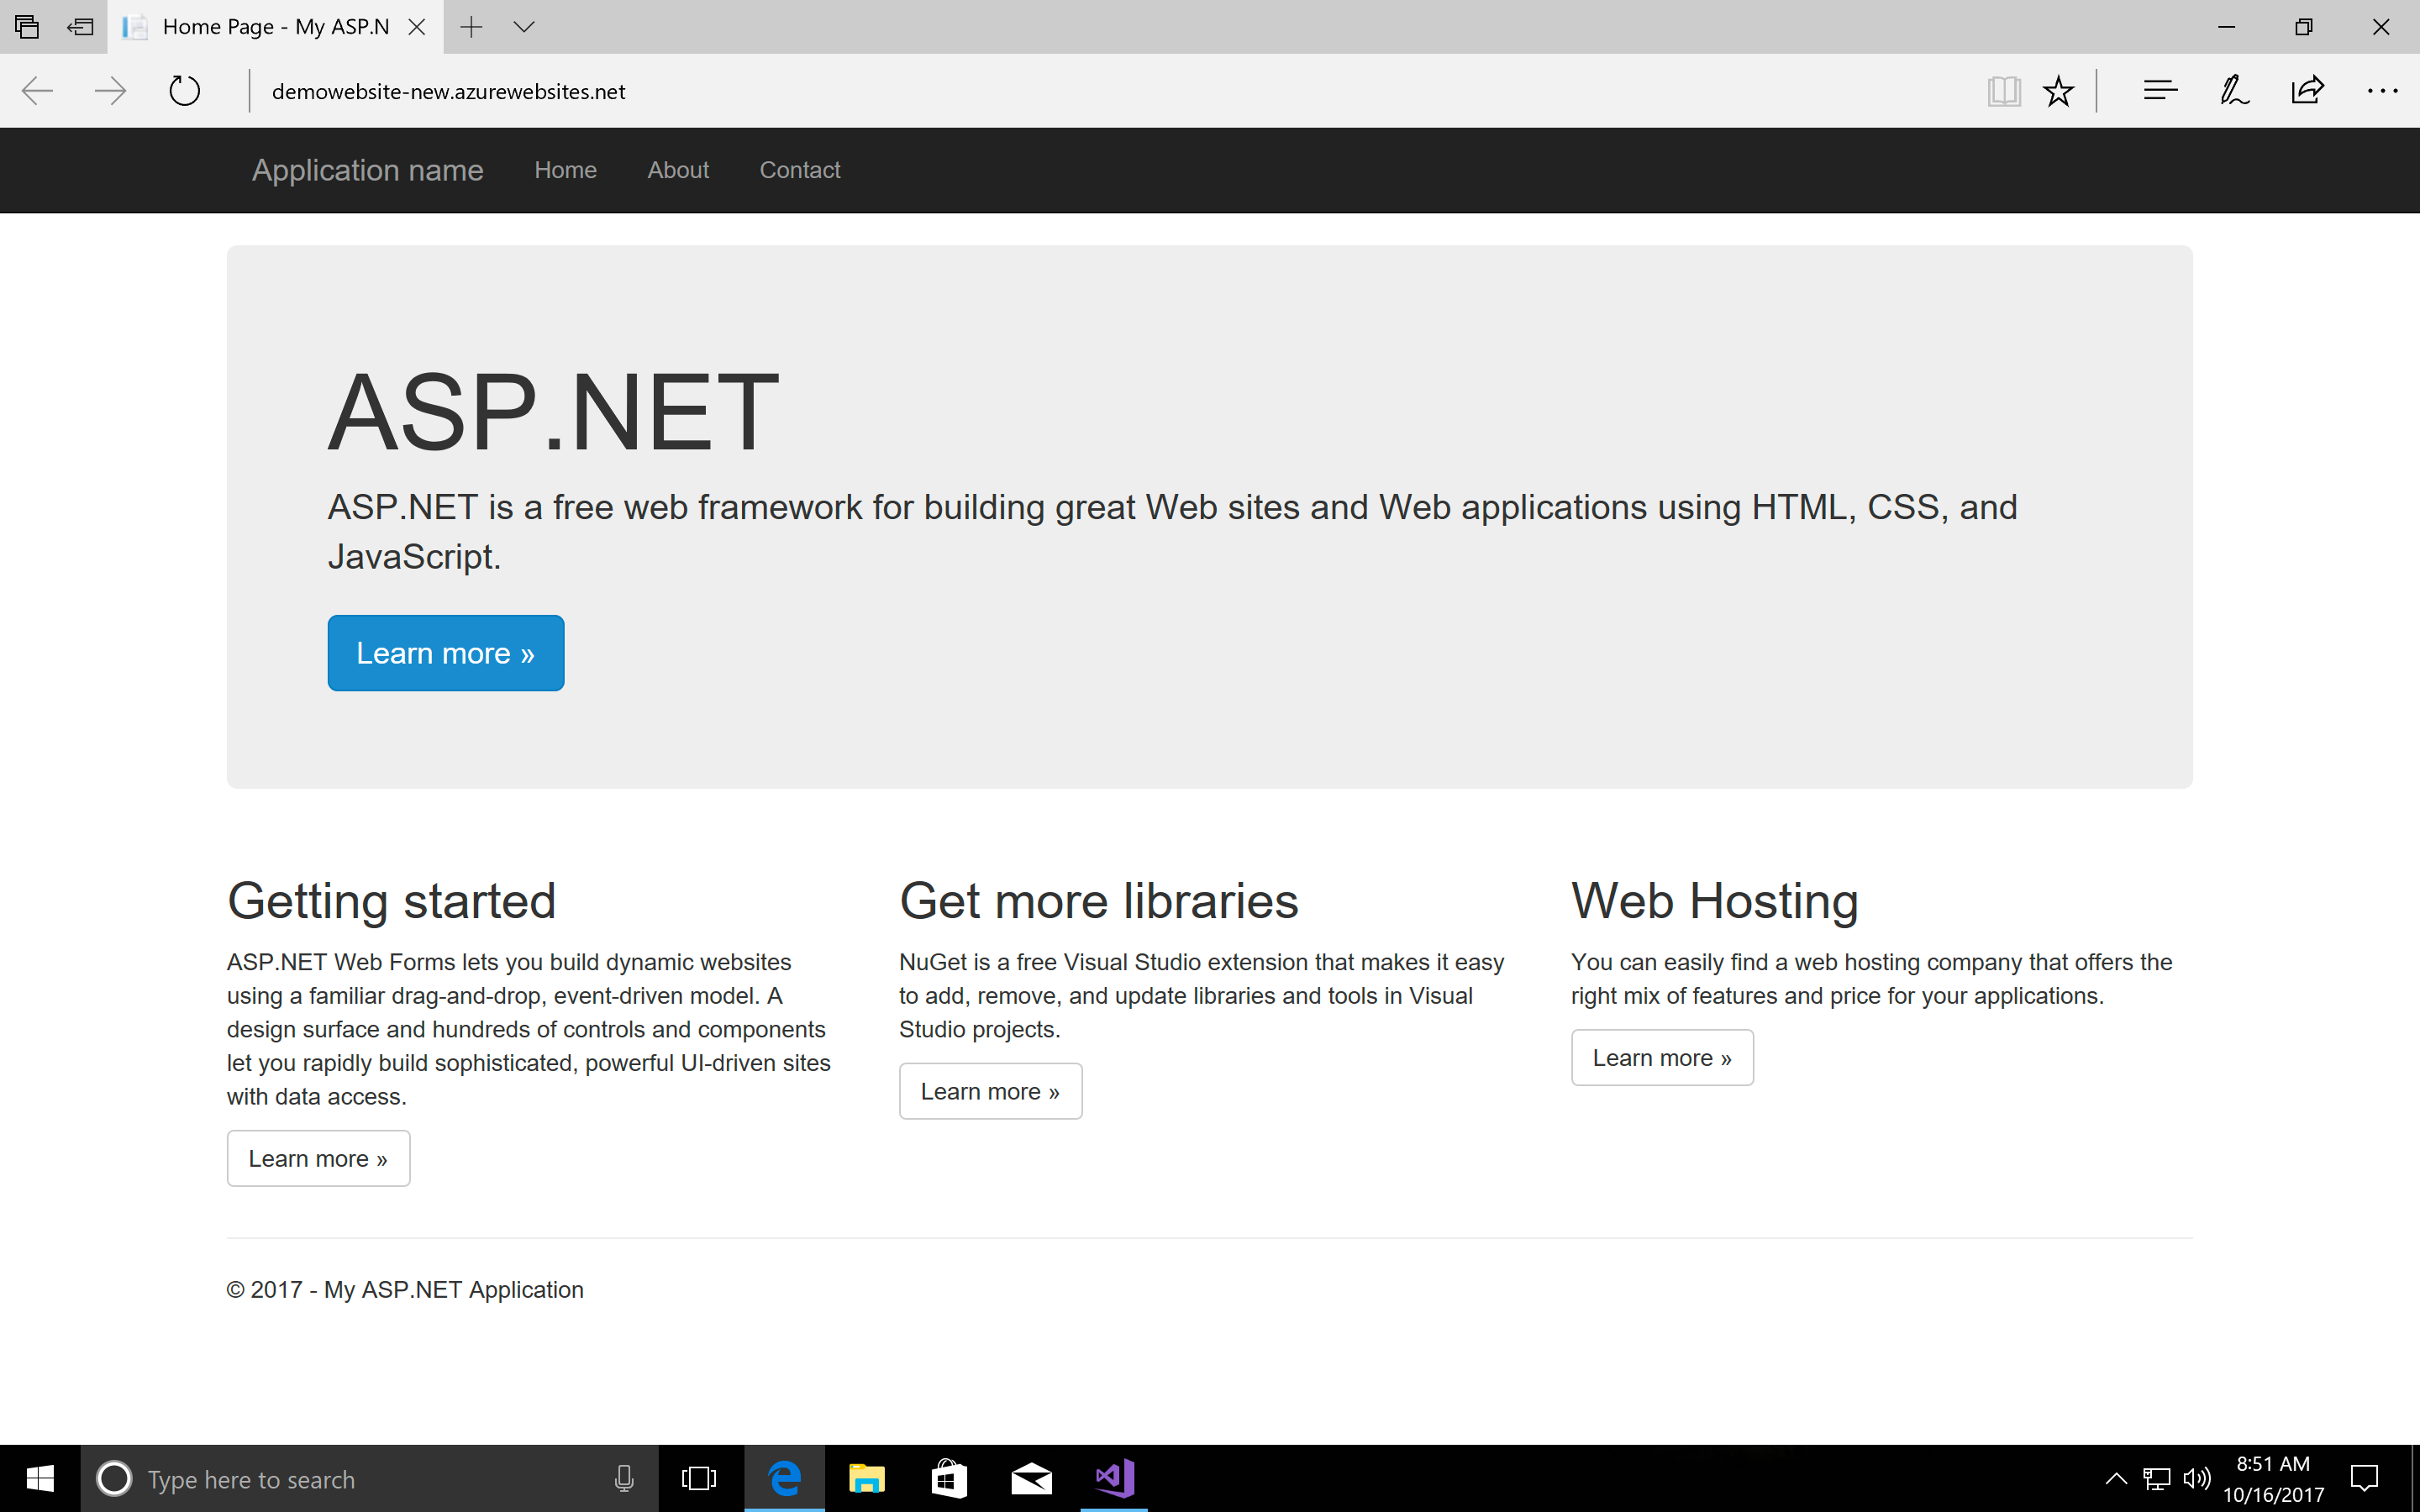 Home Page - My ASP.N
demowebsite-new.azurewebsites.net
Application name Home About Contact
ASP.NET
ASP.NET is a free web framework for building great Web sites and Web applications using HTML, CSS, and
JavaScript.
Learn more »
Getting started
ASP.NET Web Forms lets you build dynamic websites
using a familiar drag-and-drop, event-driven model. A
design surface and hundreds of controls and components
let you rapidly build sophisticated, powerful UI-driven sites
with data access.
Learn more »
Get more libraries
NuGet is a free Visual Studio extension that makes it easy
to add, remove, and update libraries and tools in Visual
Studio projects.
Learn more »
Web Hosting
You can easily find a web hosting company that offers the
right mix of features and price for your applications.
Learn more »
© 2017 - My ASP.NET Application
Type here to search
8:51 AM
10/16/2017